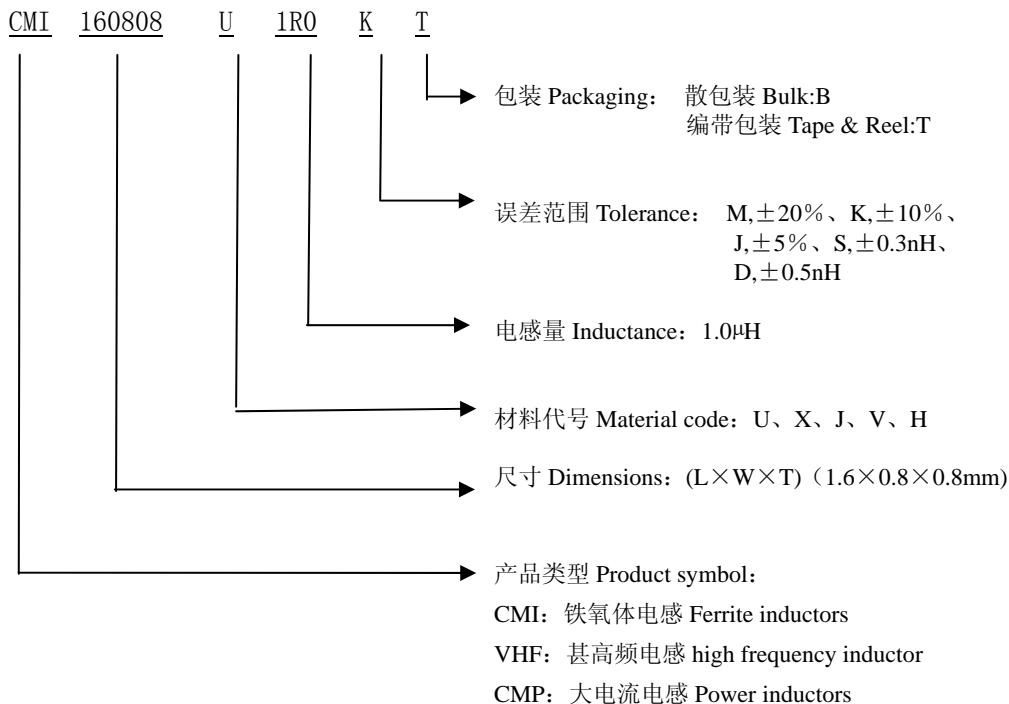 CMI 160808 U 1R0 K T
包装 Packaging： 散包装 Bulk:B
编带包装 Tape & Reel:T
误差范围 Tolerance： M,±20％、K,±10％、
J,±5％、S,±0.3nH、
D,±0.5nH
电感量 Inductance：1.0μH
材料代号 Material code：U、X、J、V、H
尺寸 Dimensions：(L×W×T)（1.6×0.8×0.8mm)
产品类型 Product symbol：
CMI：铁氧体电感 Ferrite inductors
VHF：甚高频电感 high frequency inductor
CMP：大电流电感 Power inductors